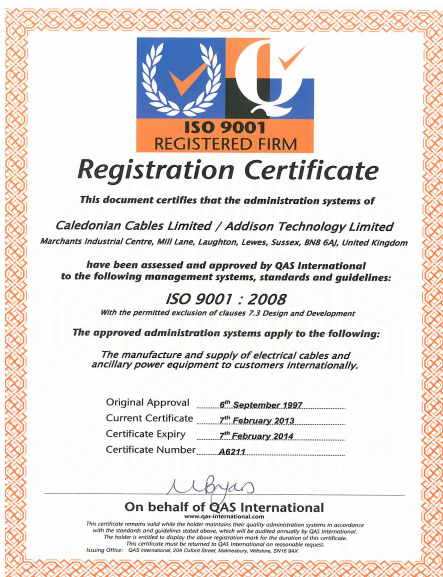 ISO 9001
REGISTERED FIRM
Registration Certificate
This document certifies that the administration systems of
Caledonian Cables Limited / Addison Technology Limited
Marchants Industrial Centre, Mill Lane, Laughton, Lewes, Sussex, BN8 6AJ, United Kingdom
have been assessed and approved by QAS International
to the following management systems, standards and guidelines:
ISO 9001 : 2008
With the permitted exclusion of clauses 7.3 Design and Development
The approved administration systems apply to the following:
The manufacture and supply of electrical cables and
ancillary power equipment to customers internationally.
Original Approval 6th September 1997
Current Certificate 7th February 2013
Certificate Expiry 7th February 2014
Certificate Number A6211
On behalf of QAS International
www.qas-international.com
This certificate remains valid while the holder maintains their quality administration systems in accordance
with the standards and guidelines stated above, which will be audited annually by QAS International.
The holder is entitled to display the above registration mark for the duration of this certificate.
This certificate must be returned to QAS International on reasonable request.
Issuing Office: QAS International, 20A Oxford Street, Malmesbury, Wiltshire, SN16 9AX